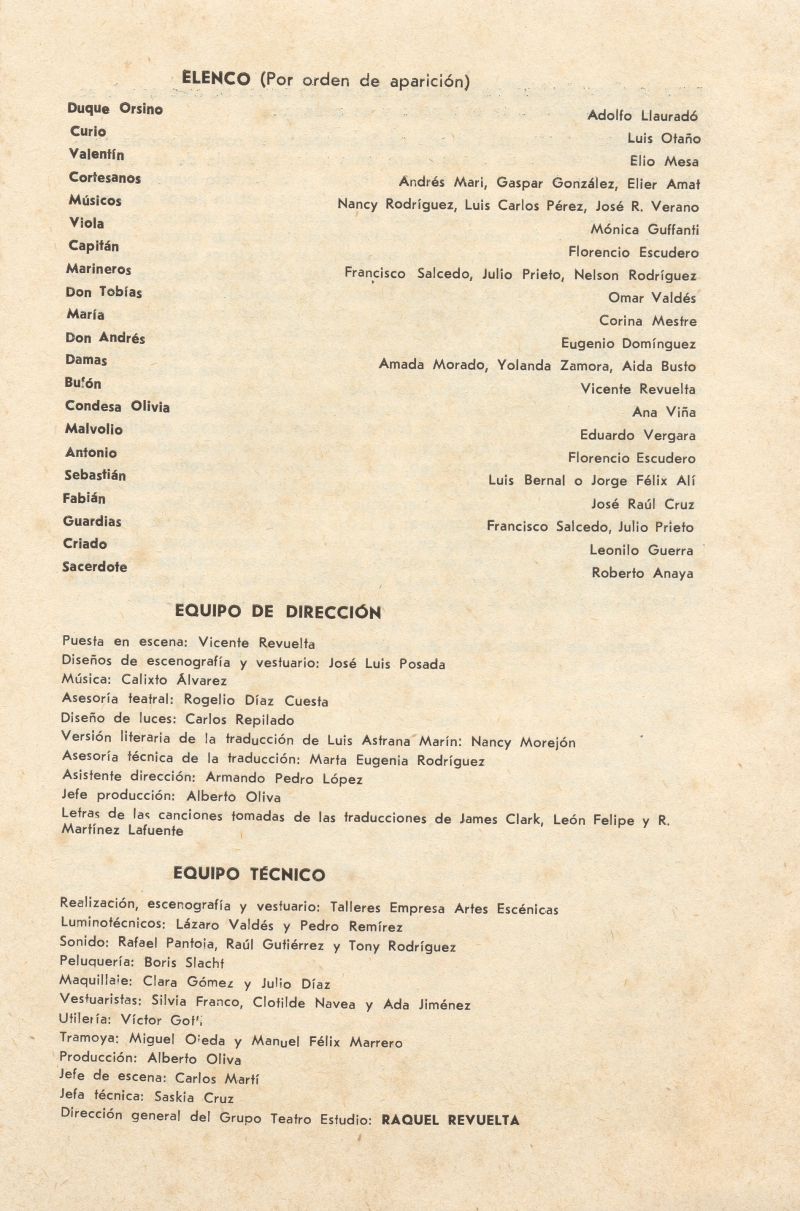 ELENCO (Por orden de aparición)
Duque Orsino Adolfo Llauradó
Curio Luis Otaño
Valentín Elio Mesa
Cortesanos Andrés Mari, Gaspar González, Elier Amat
Músicos Nancy Rodríguez, Luis Carlos Pérez, José R. Verano
Viola Mónica Guffanti
Capitán Florencio Escudero
Marineros Francisco Salcedo, Julio Prieto, Nelson Rodríguez
Don Tobías Omar Valdés
María Corina Mestre
Don Andrés Eugenio Domínguez
Damas Amada Morado, Yolanda Zamora, Aida Busto
Bufón Vicente Revuelta
Condesa Olivia Ana Viña
Malvolio Eduardo Vergara
Antonio Florencio Escudero
Sebastián Luis Bernal o Jorge Félix Alí
Fabián José Raúl Cruz
Guardias Francisco Salcedo, Julio Prieto
Criado Leonilo Guerra
Sacerdote Roberto Anaya
EQUIPO DE DIRECCIÓN
Puesta en escena: Vicente Revuelta
Diseños de escenografía y vestuario: José Luis Posada
Música: Calixto Álvarez
Asesoría teatral: Rogelio Díaz Cuesta
Diseño de luces: Carlos Repilado
Versión literaria de la traducción de Luis Astrana Marín: Nancy Morejón
Asesoría técnica de la traducción: Marta Eugenia Rodríguez
Asistente dirección: Armando Pedro López
Jefe producción: Alberto Oliva
Letras de las canciones tomadas de las traducciones de James Clark, León Felipe y R.
Martínez Lafuente
EQUIPO TÉCNICO
Realización, escenografía y vestuario: Talleres Empresa Artes Escénicas
Luminotécnicos: Lázaro Valdés y Pedro Remírez
Sonido: Rafael Pantoja, Raúl Gutiérrez y Tony Rodríguez
Peluquería: Boris Slacht
Maquillaje: Clara Gómez y Julio Díaz
Vestuaristas: Silvia Franco, Clotilde Navea y Ada Jiménez
Utilería: Víctor
Tramoya: Miguel Ojeda y Manuel Félix Marrero
Producción: Alberto Oliva
Jefe de escena: Carlos Martí
Jefa técnica: Saskia Cruz
Dirección general del Grupo Teatro Estudio: RAQUEL REVUELTA